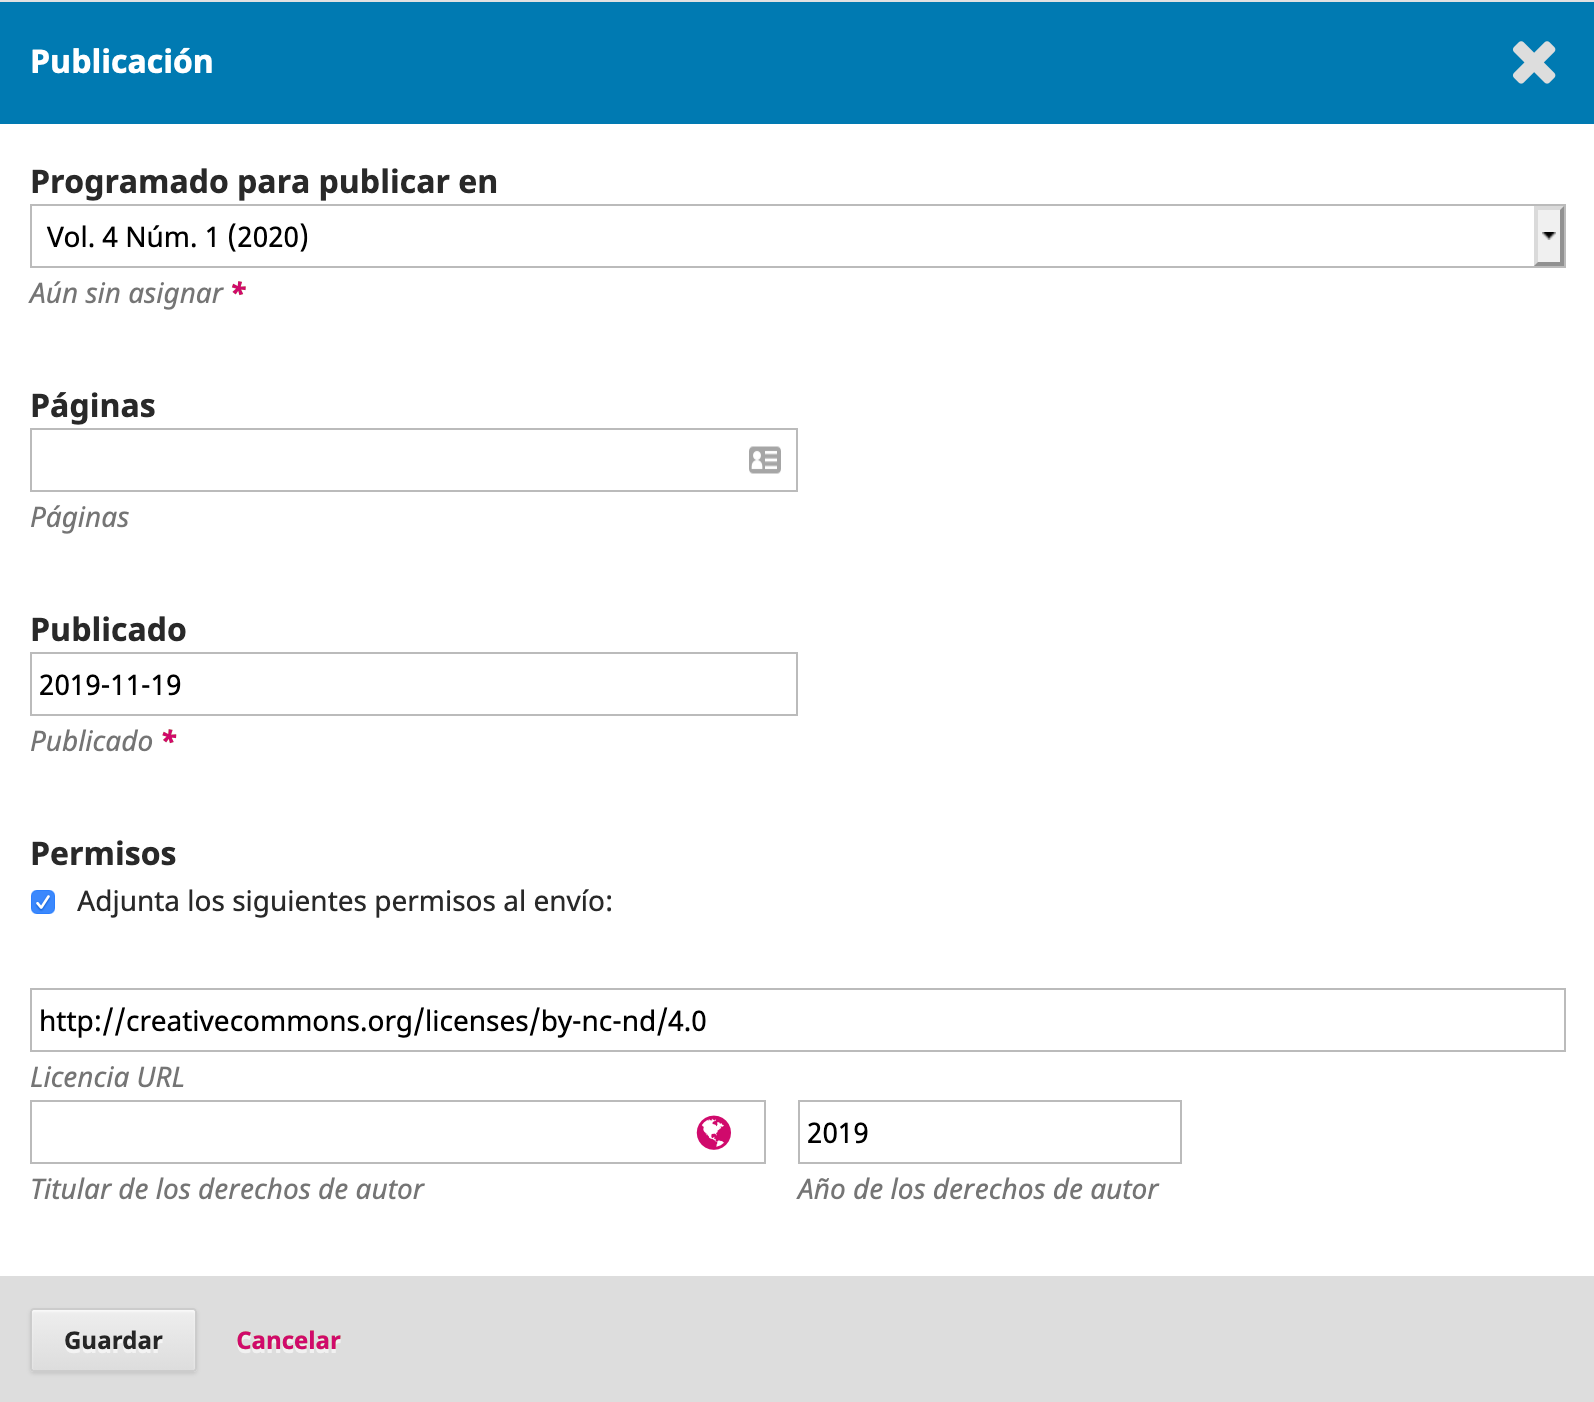 Publicación
Programado para publicar en
Vol. 4 Núm. 1 (2020)
Aún sin asignar *
Páginas
Páginas
Publicado
2019-11-19
Publicado *
Permisos
Adjunta los siguientes permisos al envío:
http://creativecommons.org/licenses/by-nc-nd/4.0
Licencia URL
2019
Titular de los derechos de autor
Año de los derechos de autor
Guardar
Cancelar